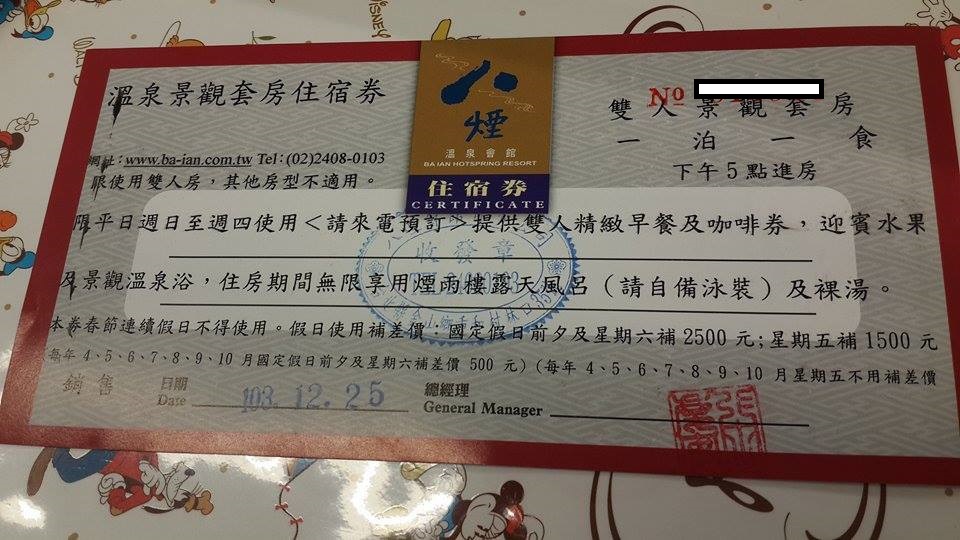 溫泉景觀套房住宿券
網址：www.ba-ian.com.tw Tel：(02)2408-0103
限使用雙人房，其他房型不適用。
八煙
溫泉會館
BA IAN HOTSPRING RESORT
住宿券
CERTIFICATE
No
雙人景觀套房
一泊一食
下午5點進房
限平日週日至週四使用＜請來電預訂＞提供雙人精緻早餐及咖啡券，迎賓水果
及景觀溫泉浴，住房期間無限享用煙雨樓露天風呂（請自備泳裝）及裸湯。
收發章
本券春節連續假日不得使用。假日使用補差價：國定假日前夕及星期六補2500元；星期五補1500元
每年4、5、6、7、8、9、10月國定假日前夕及星期六補差價500元）（每年4、5、6、7、8、9、10月星期五不用補差價
銷售 日期 Date 103.12.25
總經理
General Manager
WALT
DISNEY